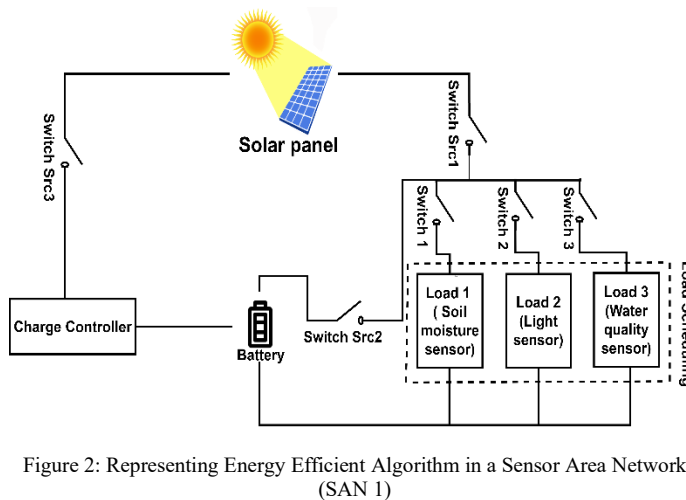 Solar panel
Switch Src3
Switch Src1
Switch 1
Switch 2
Switch 3
Charge Controller
Battery
Switch Src2
Load 1
( Soil
moisture
sensor)
Load 2
(Light
sensor)
Load 3
(Water
quality
sensor)
Load Scheduling
Figure 2: Representing Energy Efficient Algorithm in a Sensor Area Network
(SAN 1)